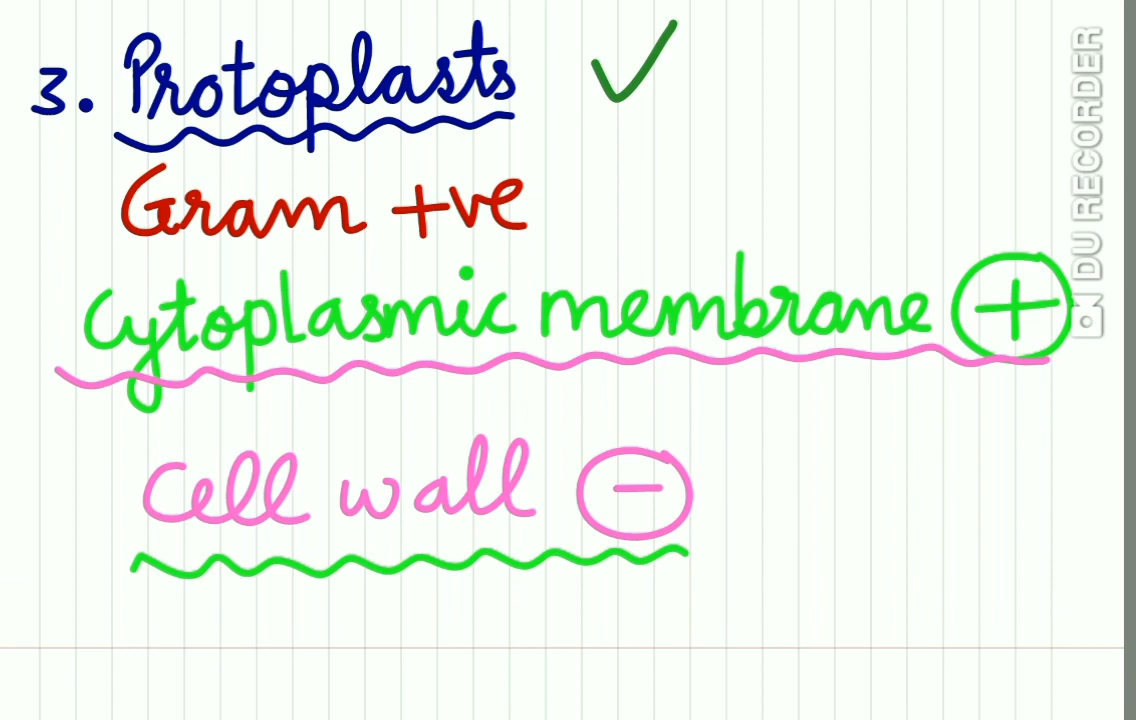 3. Protoplasts ✓
Gram +ve
Cytoplasmic membrane +
Cell wall −
DU RECORDER